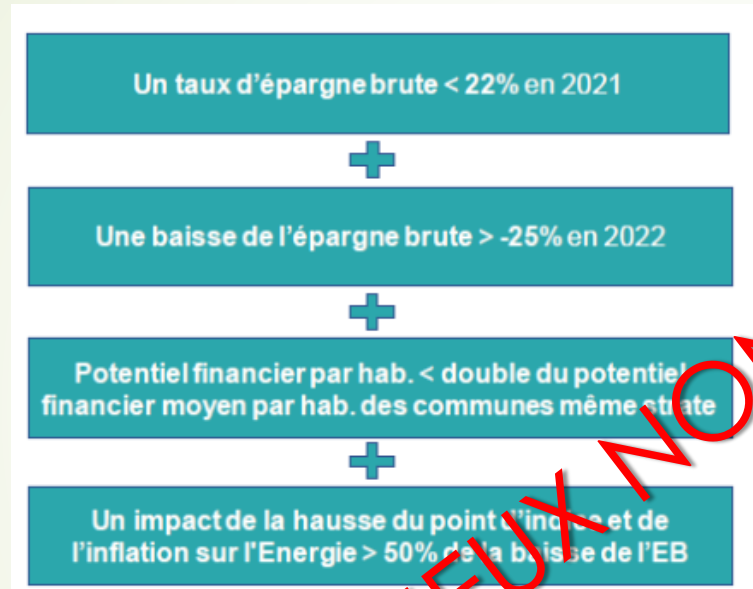 Un taux d'épargne brute < 22% en 2021
Une baisse de l'épargne brute > -25% en 2022
Potentiel financier par hab. < double du potentiel
financier moyen par hab. des communes même strate
Un impact de la hausse du point d'indice et de
l'inflation sur l'Energie > 50% de la baisse de l'EB